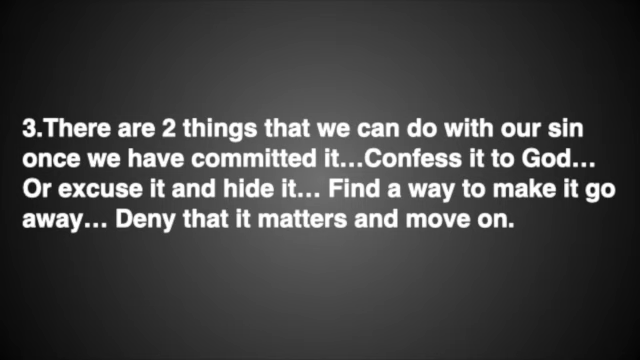 3.There are 2 things that we can do with our sin
once we have committed it...Confess it to God...
Or excuse it and hide it... Find a way to make it go
away... Deny that it matters and move on.